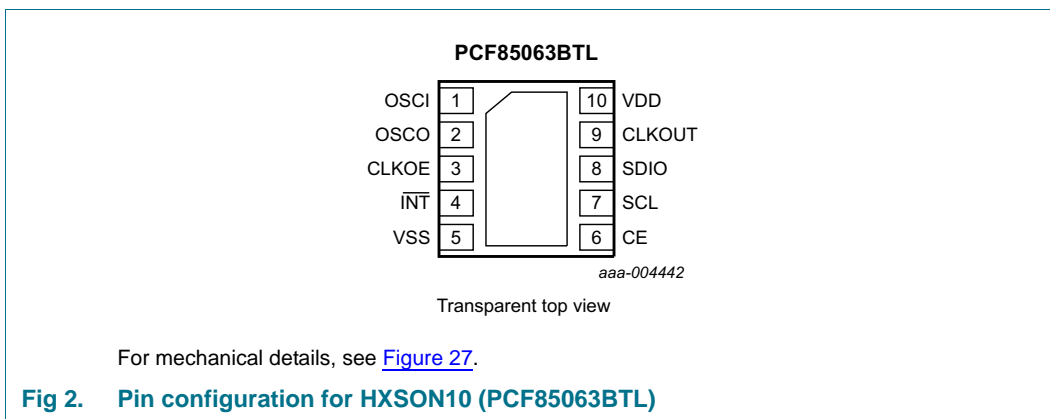 PCF85063BTL
OSCI 1 10 VDD
OSCO 2 9 CLKOUT
CLKOE 3 8 SDIO
I̅N̅T̅ 4 7 SCL
VSS 5 6 CE
aaa-004442
Transparent top view
For mechanical details, see Figure 27.
Fig 2. Pin configuration for HXSON10 (PCF85063BTL)